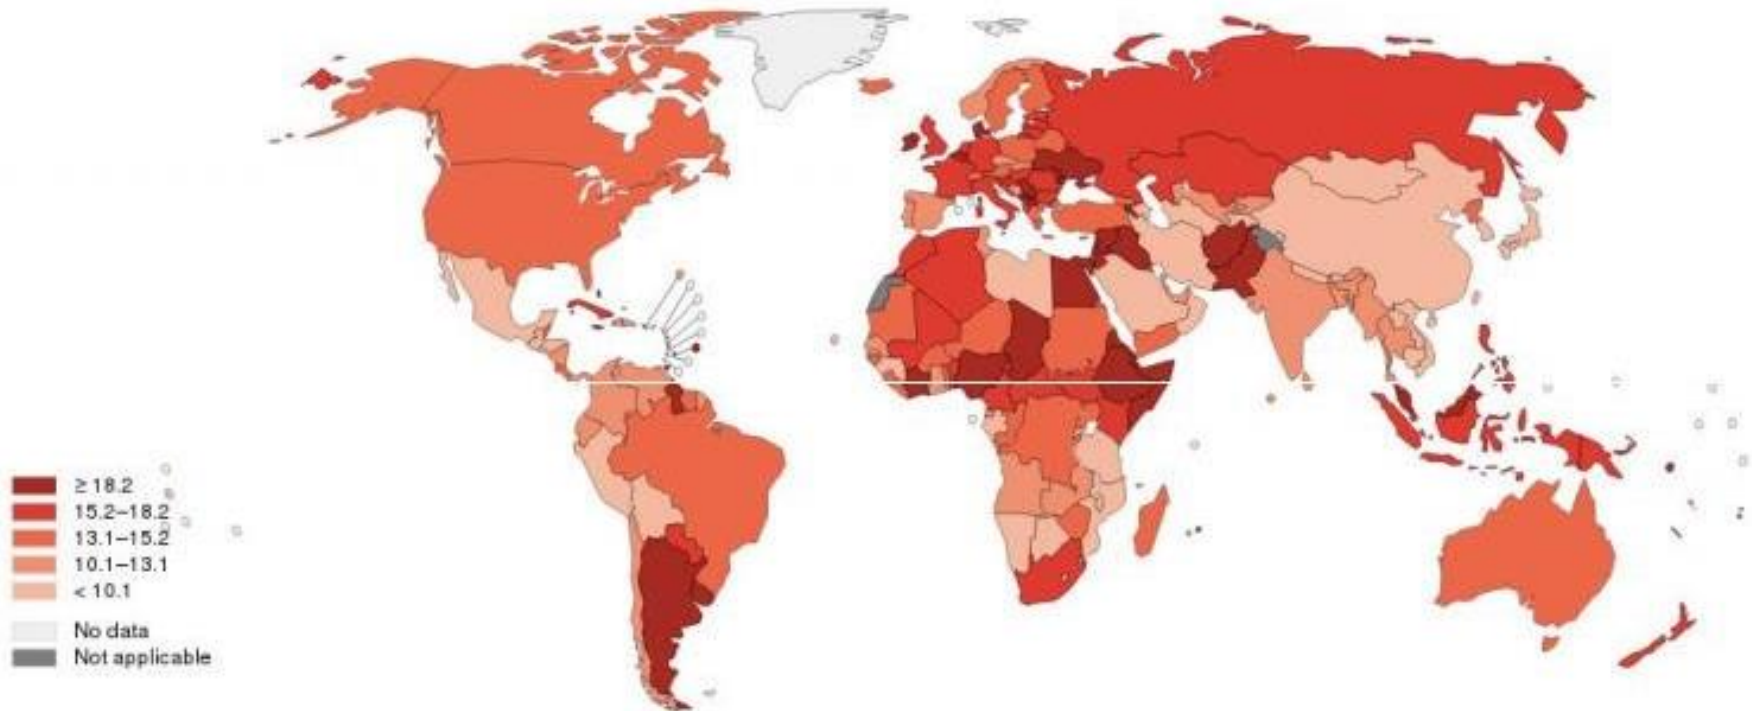 ≥ 18.2
15.2–18.2
13.1–15.2
10.1–13.1
< 10.1
No data
Not applicable